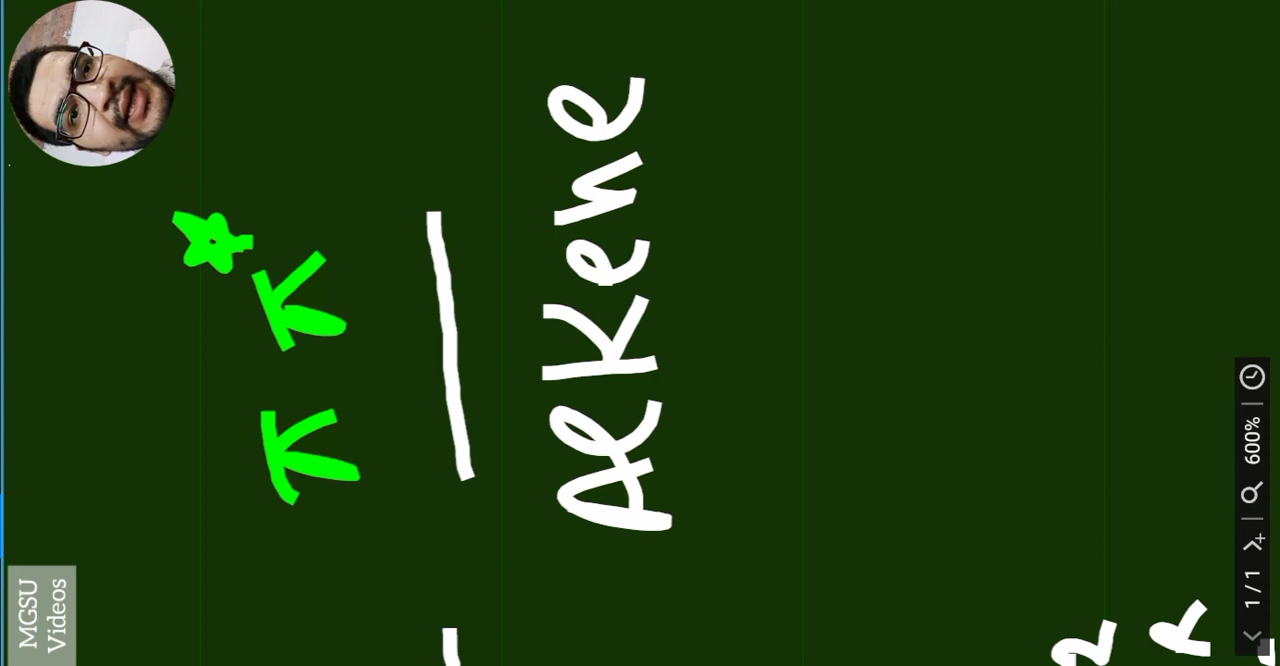 MGSU
Videos
π π*
AlKene
1 / 1 600%